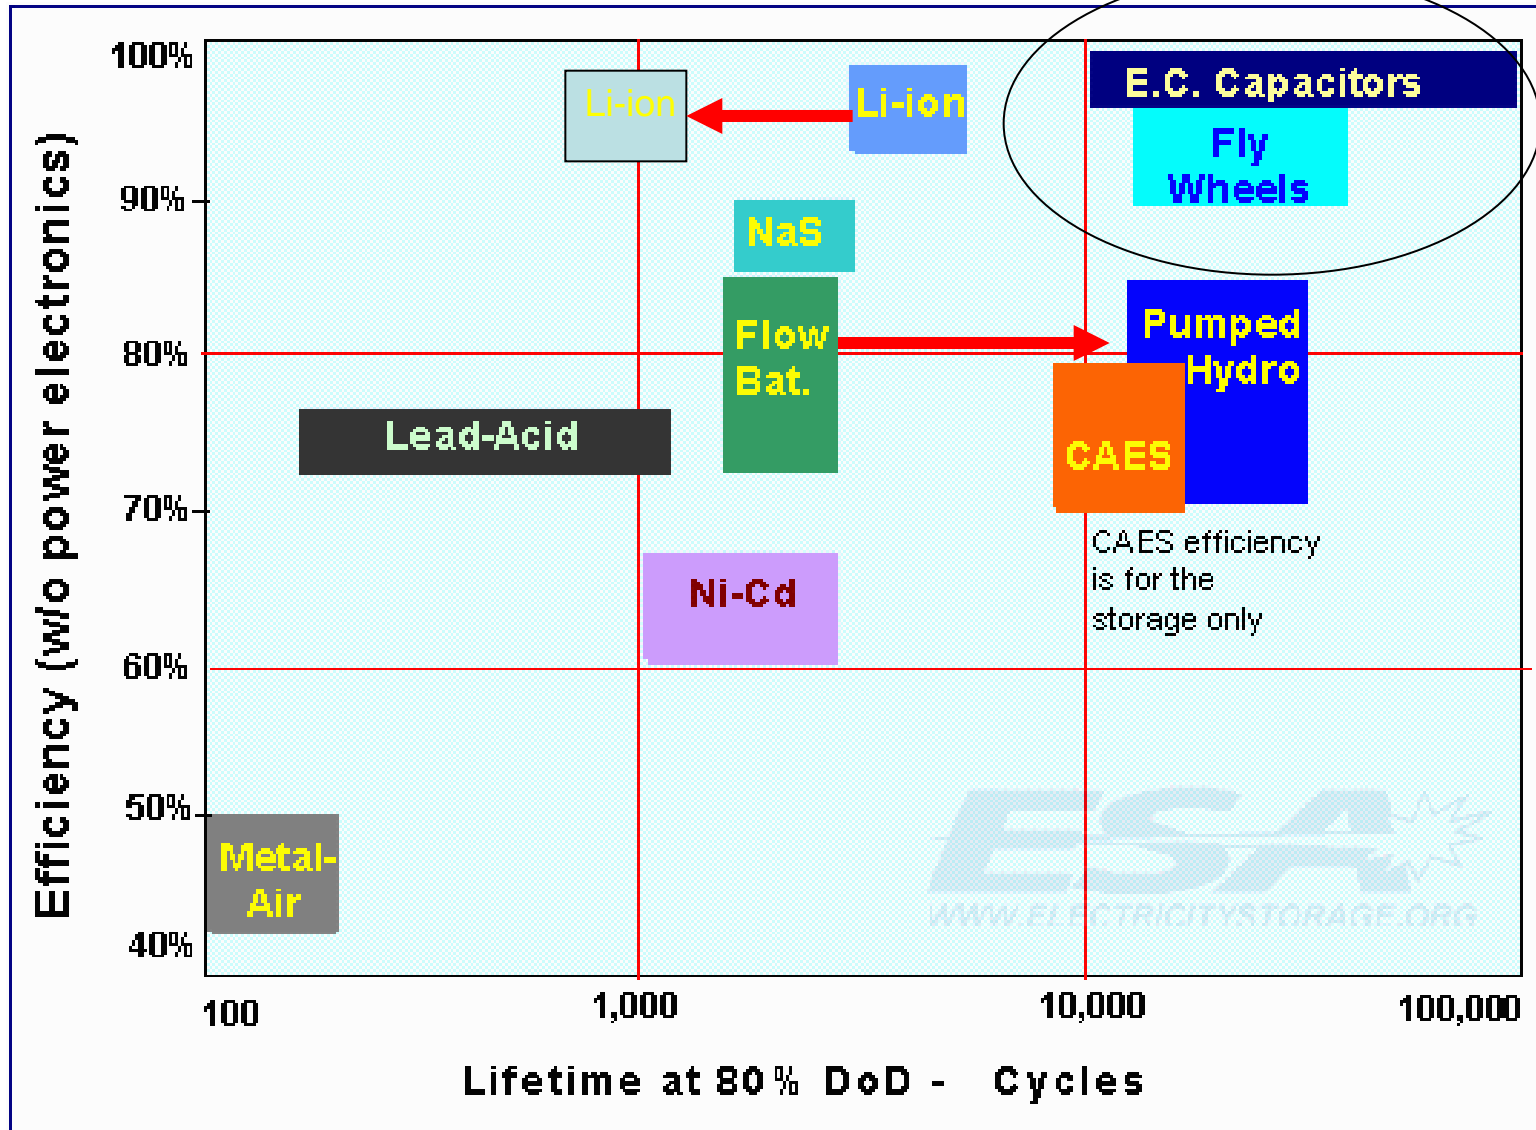 100%
E.C. Capacitors
Li-ion
Li-ion
Fly
Wheels
90%
NaS
Pumped
Hydro
Flow
Bat.
80%
Lead-Acid
CAES
70%
CAES efficiency
is for the
storage only
Ni-Cd
60%
50%
Metal-
Air
40%
ESA
WWW.ELECTRICITYSTORAGE.ORG
Efficiency (w/o power electronics)
100
1,000
10,000
100,000
Lifetime at 80% DoD - Cycles